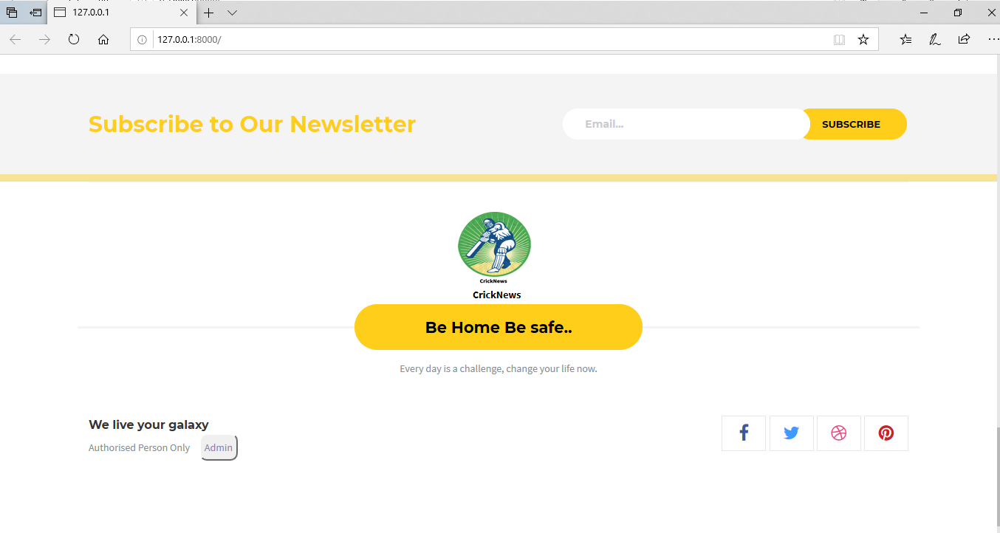 127.0.0.1
127.0.0.1:8000/
Subscribe to Our Newsletter
Email...
SUBSCRIBE
CrickNews
CrickNews
Be Home Be safe..
Every day is a challenge, change your life now.
We live your galaxy
Authorised Person Only Admin